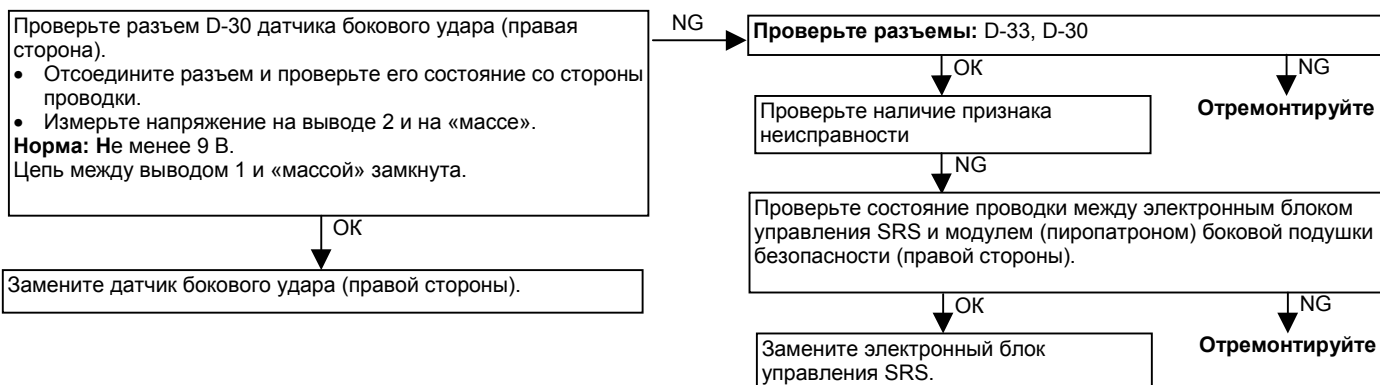 Проверьте разъем D-30 датчика бокового удара (правая
сторона).
• Отсоедините разъем и проверьте его состояние со стороны
проводки.
• Измерьте напряжение на выводе 2 и на «массе».
Норма: Не менее 9 В.
Цепь между выводом 1 и «массой» замкнута.
OK
Замените датчик бокового удара (правой стороны).
NG
Проверьте разъемы: D-33, D-30
OK
NG
Отремонтируйте
Проверьте наличие признака
неисправности
NG
Проверьте состояние проводки между электронным блоком
управления SRS и модулем (пиропатроном) боковой подушки
безопасности (правой стороны).
OK
NG
Отремонтируйте
Замените электронный блок
управления SRS.